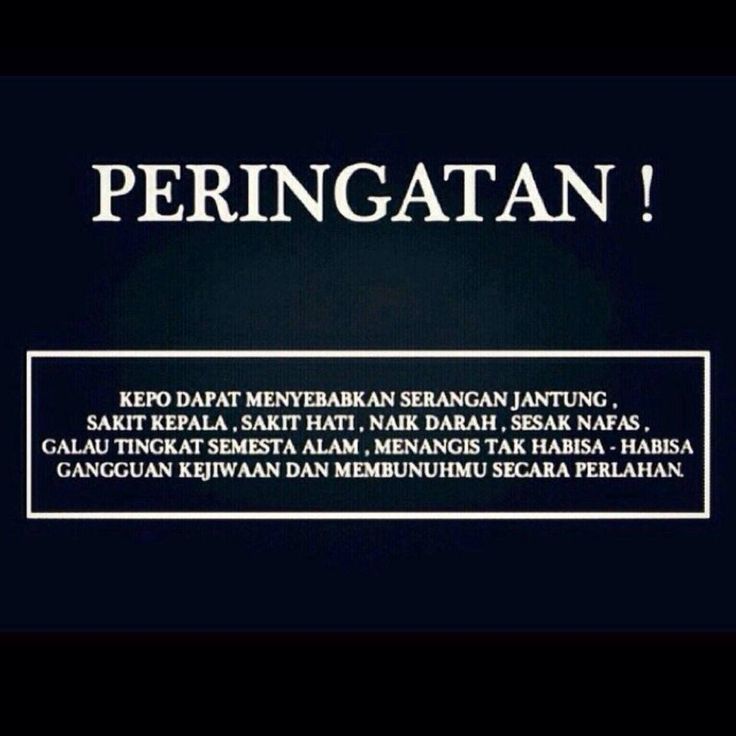 PERINGATAN !
KEPO DAPAT MENYEBABKAN SERANGAN JANTUNG ,
SAKIT KEPALA , SAKIT HATI , NAIK DARAH , SESAK NAFAS ,
GALAU TINGKAT SEMESTA ALAM , MENANGIS TAK HABISA - HABISA
GANGGUAN KEJIWAAN DAN MEMBUNUHMU SECARA PERLAHAN.